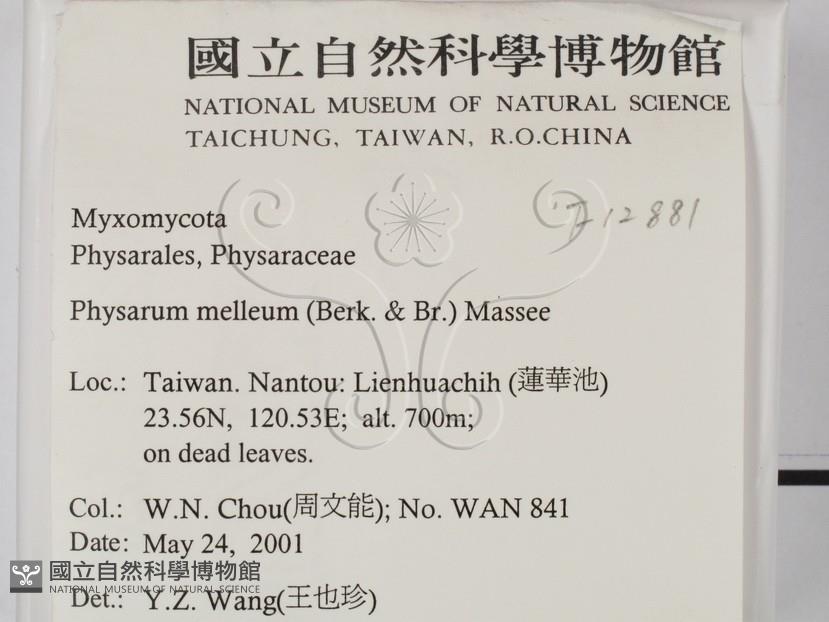 國立自然科學博物館
NATIONAL MUSEUM OF NATURAL SCIENCE
TAICHUNG, TAIWAN, R.O.CHINA
F12881
Myxomycota
Physarales, Physaraceae
Physarum melleum (Berk. & Br.) Massee
Loc.: Taiwan. Nantou: Lienhuachih (蓮華池)
23.56N, 120.53E; alt. 700m;
on dead leaves.
Col.: W.N. Chou(周文能); No. WAN 841
Date: May 24, 2001
國立自然科學博物館
NATIONAL MUSEUM OF NATURAL SCIENCE
Det.: Y.Z. Wang(王也珍)